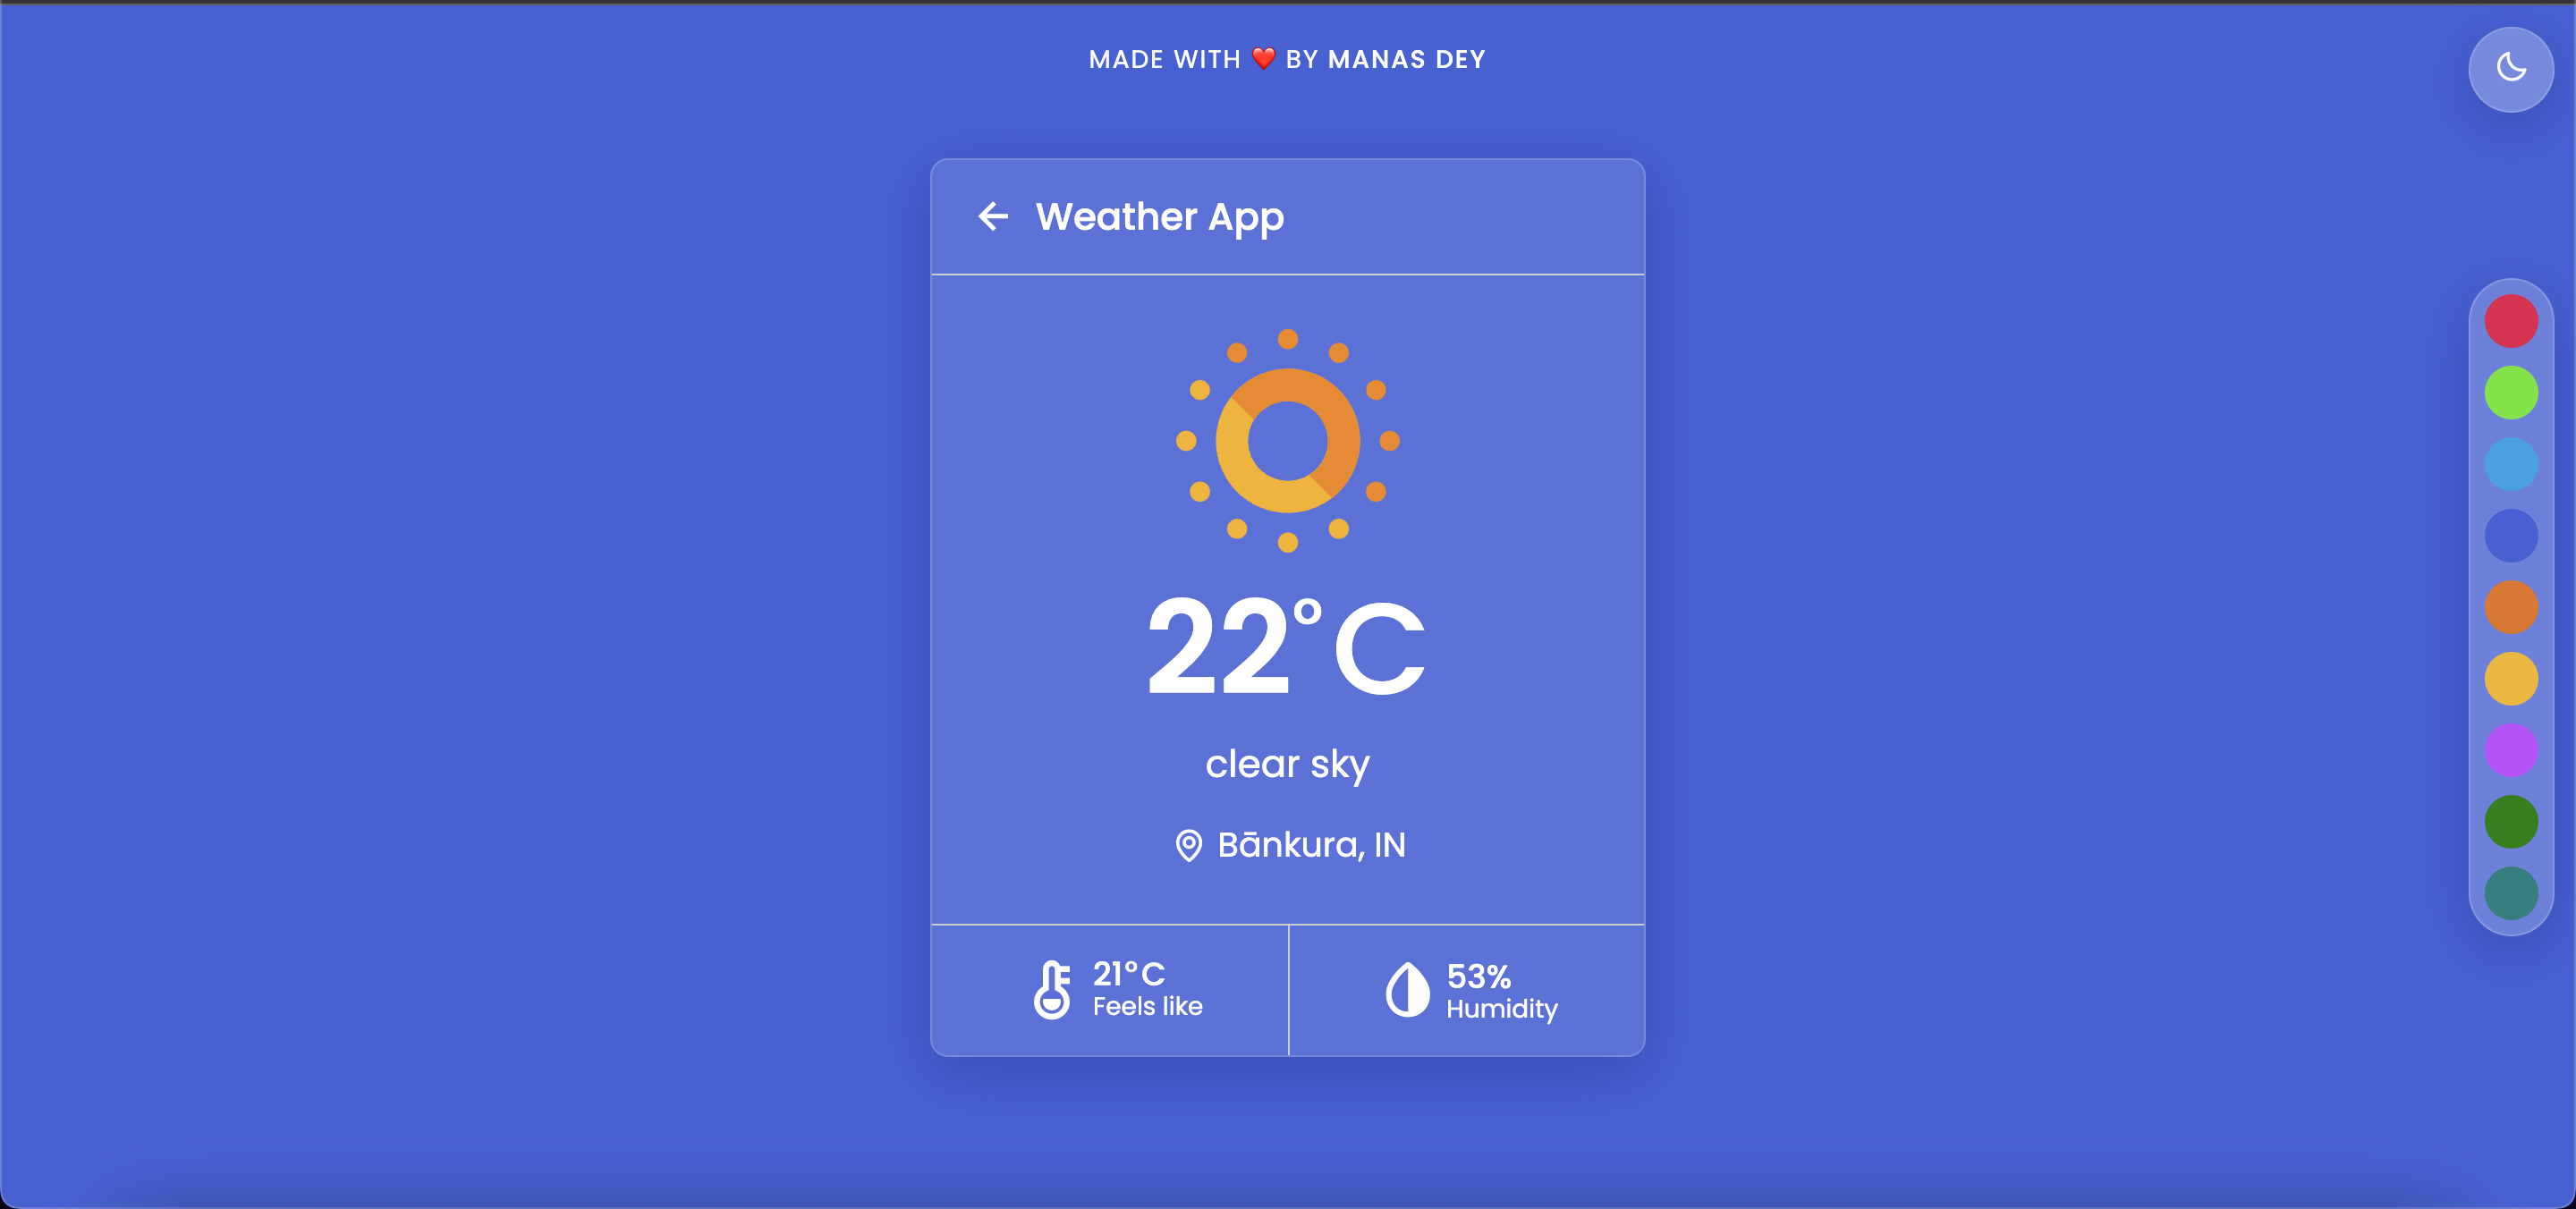 MADE WITH ❤️ BY MANAS DEY
Weather App
22°C
clear sky
Bānkura, IN
21°C
Feels like
53%
Humidity